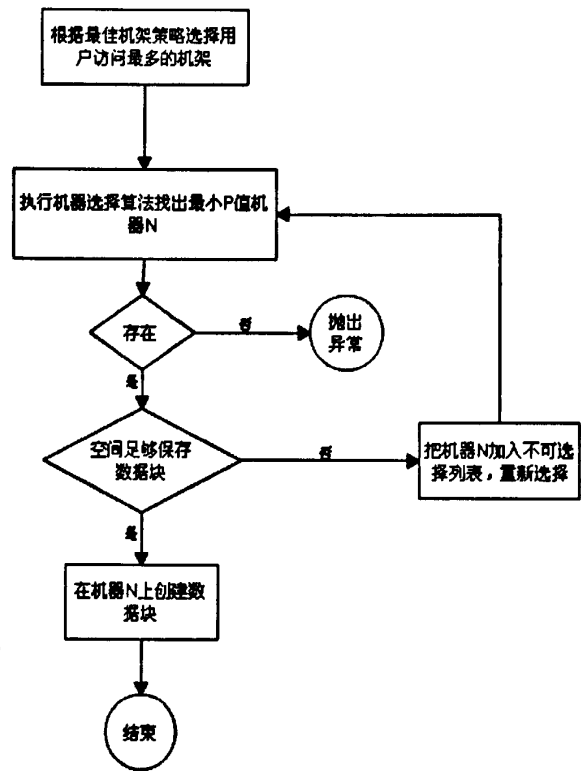 根据最佳机架策略选择用
户访问最多的机架
执行机器选择算法找出最小P值机
器N
存在
否
抛出
异常
是
空间足够保存
数据块
否
把机器N加入不可选
择列表，重新选择
是
在机器N上创建数
据块
结束